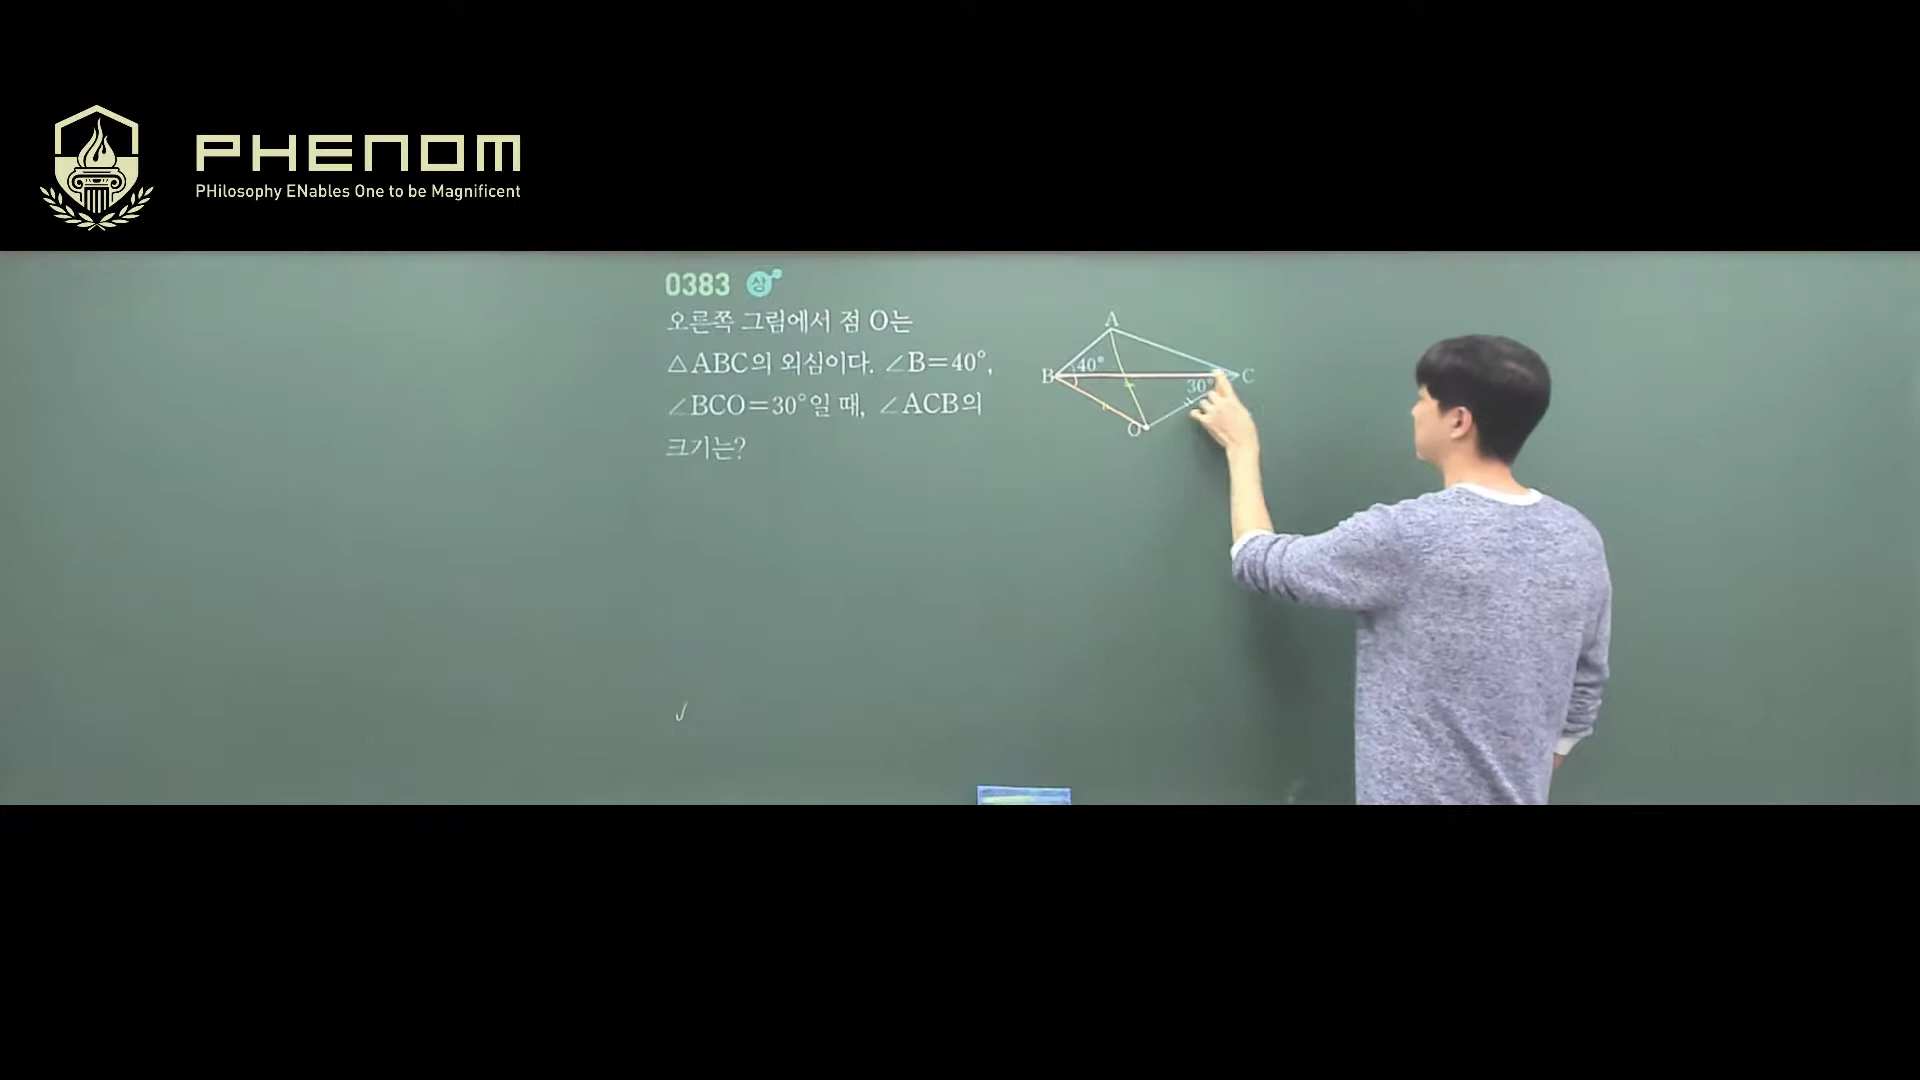 PHENOM
PHilosophy ENables One to be Magnificent
0383 상
오른쪽 그림에서 점 O는
△ABC의 외심이다. ∠B=40°,
∠BCO=30°일 때, ∠ACB의
크기는?
A
40°
B
C
30°
O